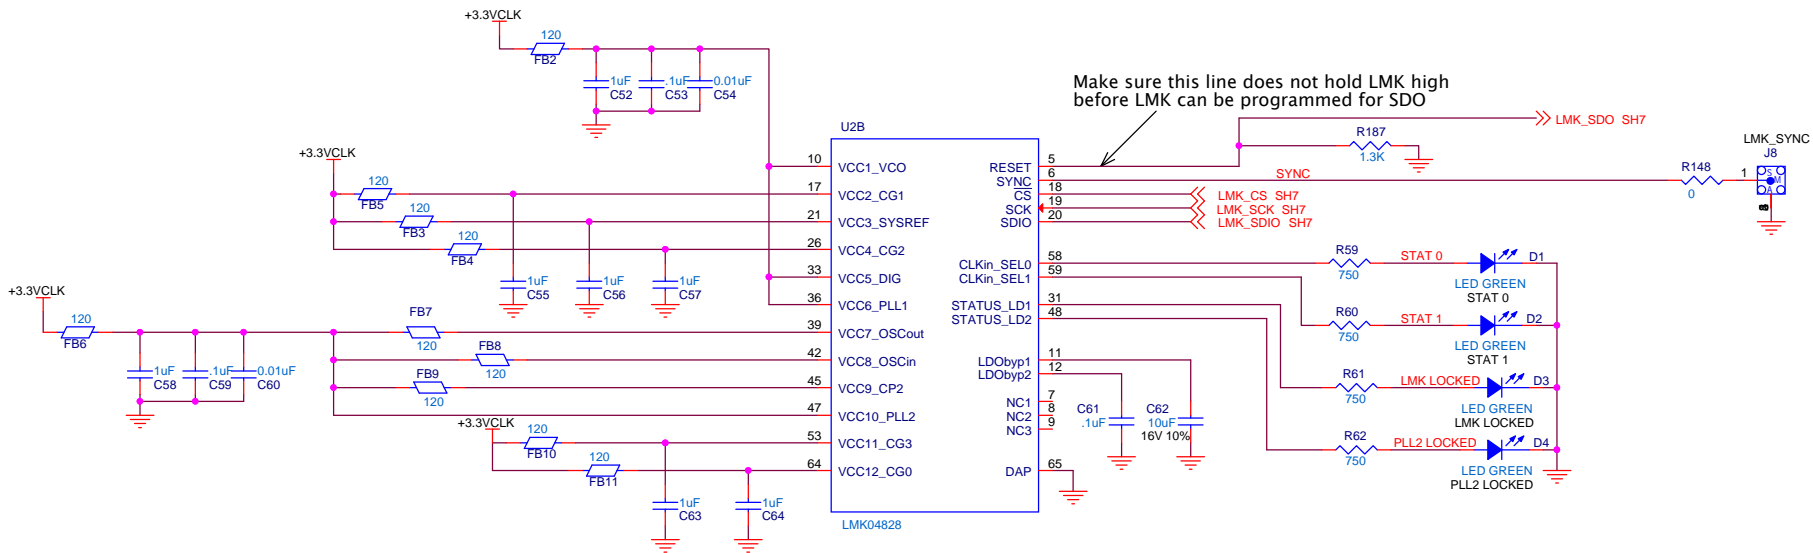 +3.3VCLK
120
FB2
1uF
C52
.1uF
C53
0.01uF
C54
Make sure this line does not hold LMK high
before LMK can be programmed for SDO
U2B
LMK_SDO SH7
R187
1.3K
LMK_SYNC
J8
+3.3VCLK
120
FB5
120
FB3
120
FB4
1uF
C55
1uF
C56
1uF
C57
10 VCC1_VCO
17 VCC2_CG1
21 VCC3_SYSREF
26 VCC4_CG2
33 VCC5_DIG
36 VCC6_PLL1
39 VCC7_OSCout
42 VCC8_OSCin
45 VCC9_CP2
47 VCC10_PLL2
53 VCC11_CG3
64 VCC12_CG0
RESET 5
SYNC 6
CS 18
SCK 19
SDIO 20
CLKin_SEL0 58
CLKin_SEL1 59
STATUS_LD1 31
STATUS_LD2 48
LDObyp1 11
LDObyp2 12
NC1 7
NC2 8
NC3 9
DAP 65
LMK04828
SYNC
R148
0
1
S
M
A
LMK_CS SH7
LMK_SCK SH7
LMK_SDIO SH7
R59
750
STAT 0
D1
LED GREEN
STAT 0
R60
750
STAT 1
D2
LED GREEN
STAT 1
R61
750
LMK LOCKED
D3
LED GREEN
LMK LOCKED
R62
750
PLL2 LOCKED
D4
LED GREEN
PLL2 LOCKED
C61
.1uF
C62
10uF
16V 10%
+3.3VCLK
120
FB6
1uF
C58
.1uF
C59
0.01uF
C60
FB7
120
FB8
120
FB9
120
+3.3VCLK
120
FB10
120
FB11
1uF
C63
1uF
C64